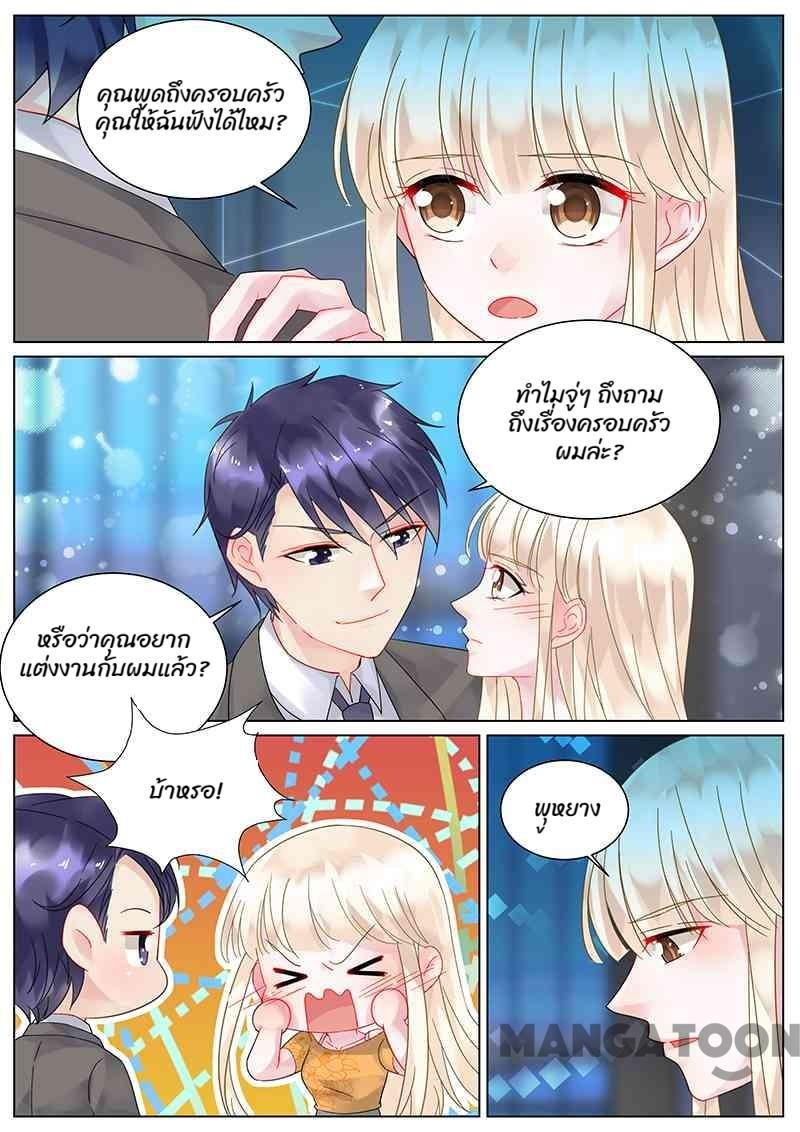 คุณพูดถึงครอบครัว
คุณให้ฉันฟังได้ไหม?
ทำไมจู่ๆ ถึงถาม
ถึงเรื่องครอบครัว
ผมล่ะ?
หรือว่าคุณอยาก
แต่งงานกับผมแล้ว?
บ้าหรอ!
พูหยาง
MANGATOON